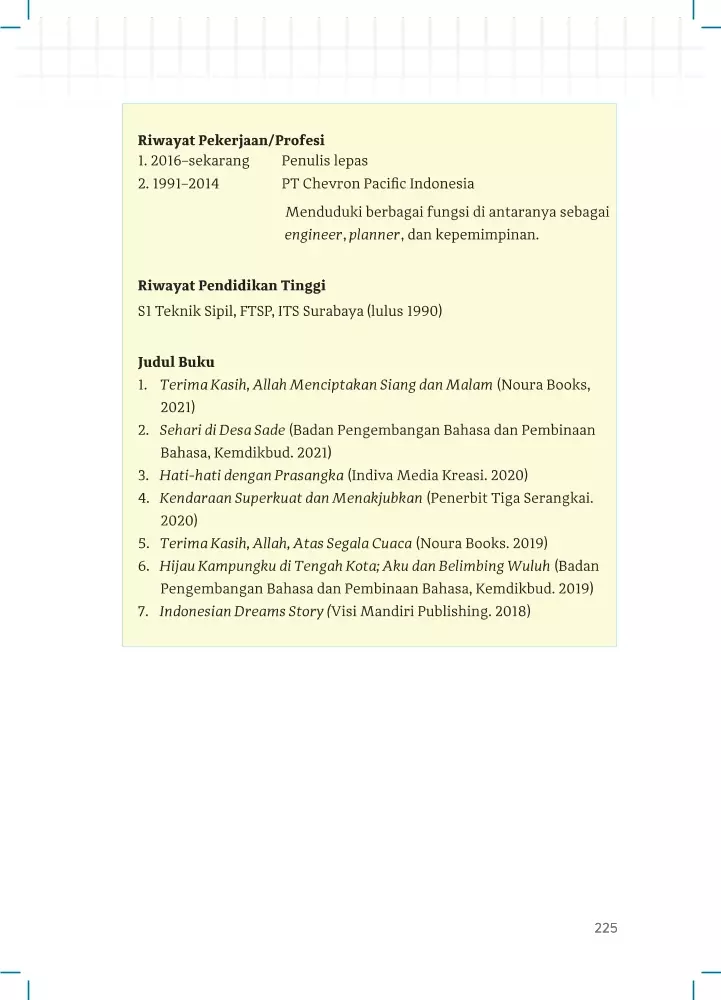 Riwayat Pekerjaan/Profesi
1. 2016–sekarang Penulis lepas
2. 1991–2014 PT Chevron Pacific Indonesia
Menduduki berbagai fungsi di antaranya sebagai
engineer, planner, dan kepemimpinan.
Riwayat Pendidikan Tinggi
S1 Teknik Sipil, FTSP, ITS Surabaya (lulus 1990)
Judul Buku
1. Terima Kasih, Allah Menciptakan Siang dan Malam (Noura Books,
2021)
2. Sehari di Desa Sade (Badan Pengembangan Bahasa dan Pembinaan
Bahasa, Kemdikbud. 2021)
3. Hati-hati dengan Prasangka (Indiva Media Kreasi. 2020)
4. Kendaraan Superkuat dan Menakjubkan (Penerbit Tiga Serangkai.
2020)
5. Terima Kasih, Allah, Atas Segala Cuaca (Noura Books. 2019)
6. Hijau Kampungku di Tengah Kota; Aku dan Belimbing Wuluh (Badan
Pengembangan Bahasa dan Pembinaan Bahasa, Kemdikbud. 2019)
7. Indonesian Dreams Story (Visi Mandiri Publishing. 2018)
225